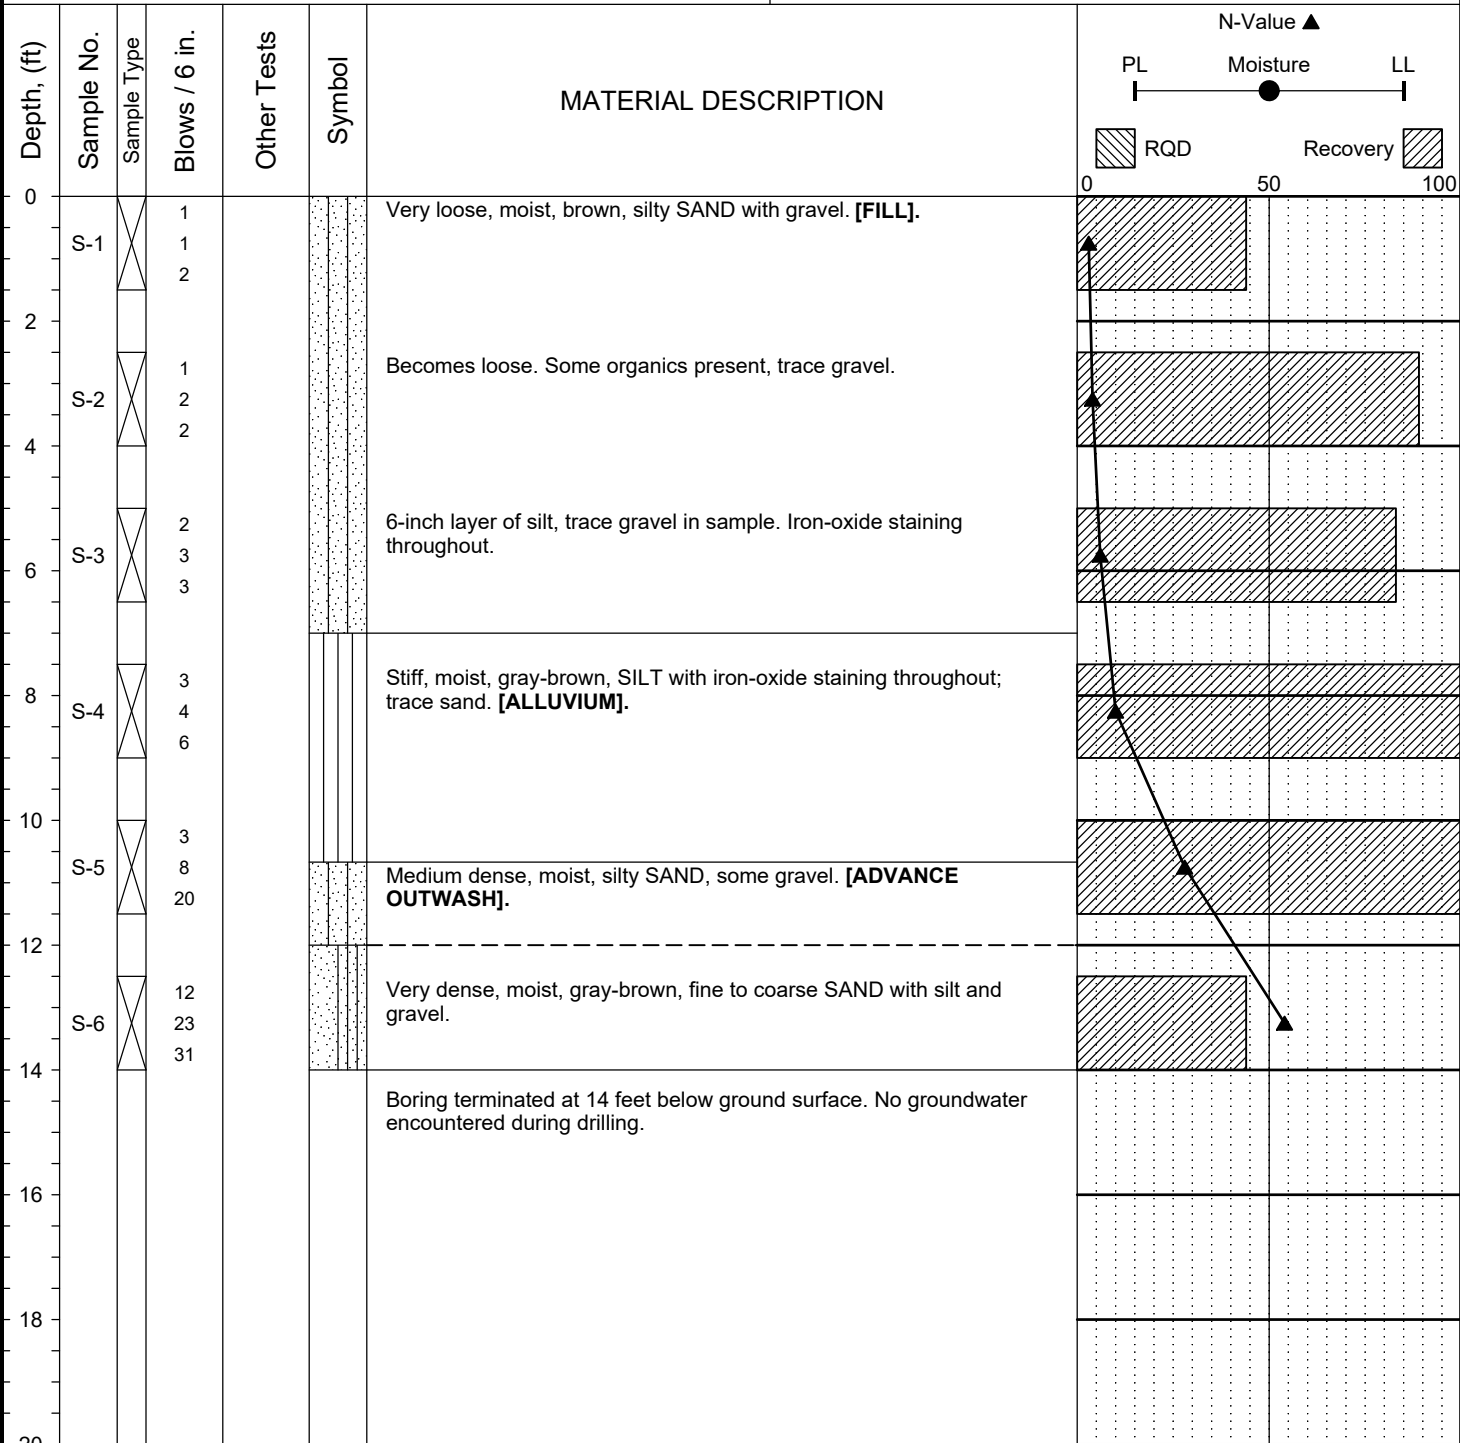 Depth, (ft)
Sample No.
Sample Type
Blows / 6 in.
Other Tests
Symbol
MATERIAL DESCRIPTION
N-Value ▲
PL Moisture LL
RQD Recovery
0 50 100
0
1
Very loose, moist, brown, silty SAND with gravel. [FILL].
S-1
1
2
2
1
Becomes loose. Some organics present, trace gravel.
S-2
2
2
4
2
6-inch layer of silt, trace gravel in sample. Iron-oxide staining
throughout.
S-3
3
6
3
3
Stiff, moist, gray-brown, SILT with iron-oxide staining throughout;
trace sand. [ALLUVIUM].
8
S-4
4
6
10
3
S-5
8
Medium dense, moist, silty SAND, some gravel. [ADVANCE
OUTWASH].
20
12
12
Very dense, moist, gray-brown, fine to coarse SAND with silt and
gravel.
S-6
23
31
14
Boring terminated at 14 feet below ground surface. No groundwater
encountered during drilling.
16
18
20